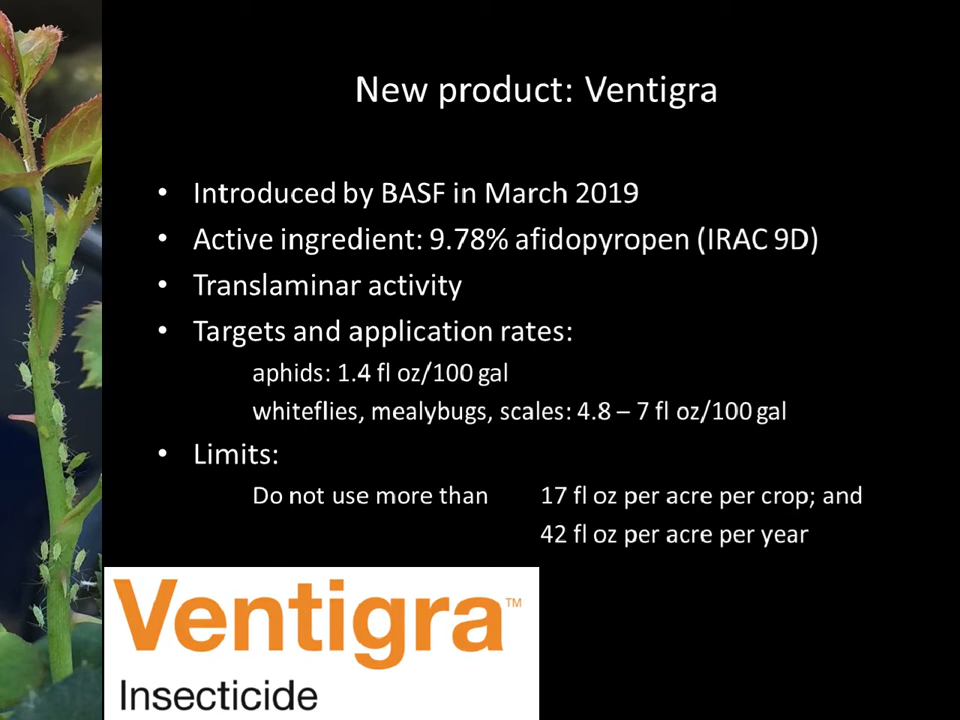 New product: Ventigra
• Introduced by BASF in March 2019
• Active ingredient: 9.78% afidopyropen (IRAC 9D)
• Translaminar activity
• Targets and application rates:
aphids: 1.4 fl oz/100 gal
whiteflies, mealybugs, scales: 4.8 – 7 fl oz/100 gal
• Limits:
Do not use more than 17 fl oz per acre per crop; and
42 fl oz per acre per year
Ventigra™
Insecticide